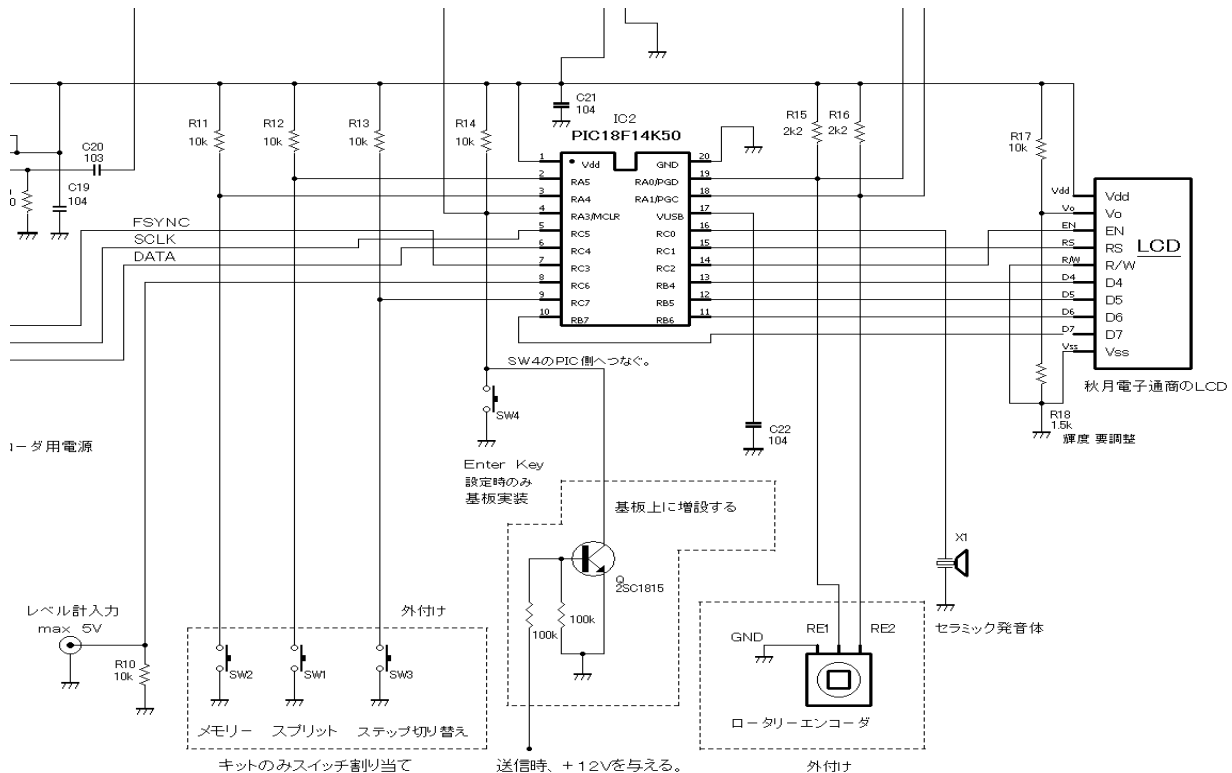 C21
104
IC2
PIC18F14K50
R11
10k
R12
10k
R13
10k
R14
10k
R15
2k2
R16
2k2
R17
10k
C20
103
C19
104
1
2
3
4
5
6
7
8
9
10
Vdd
RA5
RA4
RA3/MCLR
RC5
RC4
RC3
RC6
RC7
RB7
GND
RA0/PGD
RA1/PGC
VUSB
RC0
RC1
RC2
RB4
RB5
RB6
20
19
18
17
16
15
14
13
12
11
FSYNC
SCLK
DATA
Vdd
Vo
EN
RS
R/W
D4
D5
D6
D7
Vss
Vdd
Vo
EN
RS
R/W
D4
D5
D6
D7
Vss
LCD
秋月電子通商のLCD
R18
1.5k
輝度 要調整
SW4のPIC側へつなぐ。
SW4
Enter Key
設定時のみ
基板実装
C22
104
ーダ用電源
基板上に増設する
Q
2SC1815
100k
100k
X1
セラミック発音体
レベル計入力
max 5V
R10
10k
外付け
SW2
SW1
SW3
メモリー
スプリット
ステップ切り替え
キットのみスイッチ割り当て
送信時、+12Vを与える。
GND
RE1
RE2
ロータリーエンコーダ
外付け